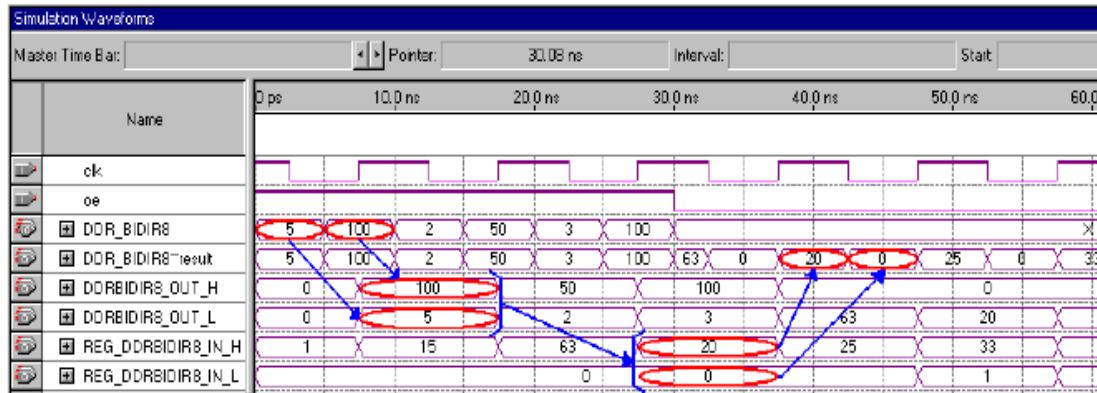 Simulation Waveforms
Master Time Bar: Pointer: 30.08 ns Interval: Start:
Name 0 ps 10.0 ns 20.0 ns 30.0 ns 40.0 ns 50.0 ns 60.0
clk
oe
DDR_BIDIR8 5 100 2 50 3 100 X
DDR_BIDIR8~result 5 100 2 50 3 100 63 0 20 0 25 0 33
DDRBIDIR8_OUT_H 0 100 50 100 0
DDRBIDIR8_OUT_L 0 5 2 3 63 20
REG_DDRBIDIR8_IN_H 1 15 63 20 25 33
REG_DDRBIDIR8_IN_L 0 0 1